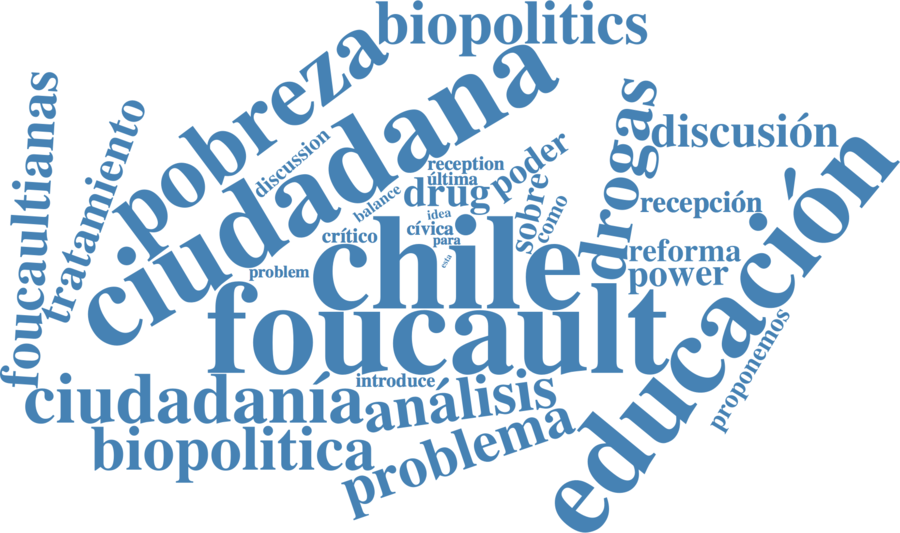 biopolitics
pobreza
ciudadana
foucaultianas
tratamiento
discussion
reception
última
drug
poder
drogas
discusión
educación
balance
idea
cívica
para
crítico
sobre
como
recepción
problem
chile
esta
reforma
power
foucault
proponemos
introduce
ciudadanía
análisis
biopolitica
problema